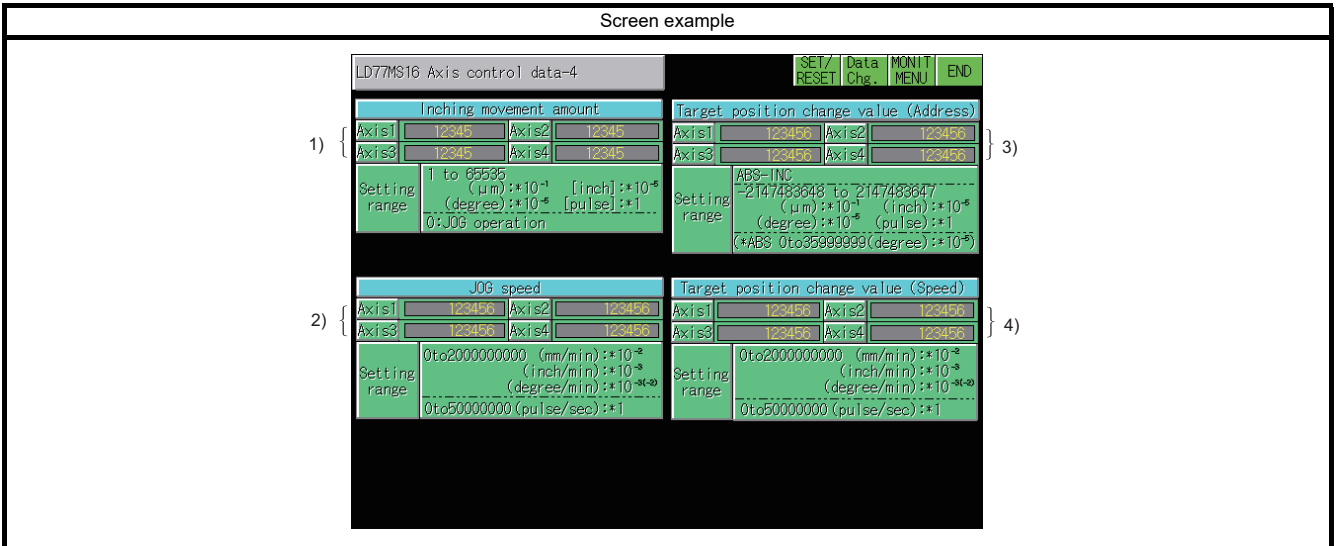 Screen example
LD77MS16 Axis control data-4
SET/
RESET
Data
Chg.
MONIT
MENU
END
Inching movement amount
1)
Axis1 12345 Axis2 12345
Axis3 12345 Axis4 12345
Setting
range
1 to 65535
(μm):*10⁻¹ [inch]:*10⁻⁵
(degree):*10⁻⁵ [pulse]:*1
0:JOG operation
Target position change value (Address)
Axis1 123456 Axis2 123456
Axis3 123456 Axis4 123456
3)
Setting
range
ABS-INC
-2147483648 to 2147483647
(μm):*10⁻¹ (inch):*10⁻⁵
(degree):*10⁻⁵ (pulse):*1
(*ABS 0to35999999(degree):*10⁻⁵)
JOG speed
2)
Axis1 123456 Axis2 123456
Axis3 123456 Axis4 123456
Setting
range
0to2000000000 (mm/min):*10⁻²
(inch/min):*10⁻³
(degree/min):*10⁻³⁽⁻²⁾
0to50000000(pulse/sec):*1
Target position change value (Speed)
Axis1 123456 Axis2 123456
Axis3 123456 Axis4 123456
4)
Setting
range
0to2000000000 (mm/min):*10⁻²
(inch/min):*10⁻³
(degree/min):*10⁻³⁽⁻²⁾
0to50000000(pulse/sec):*1